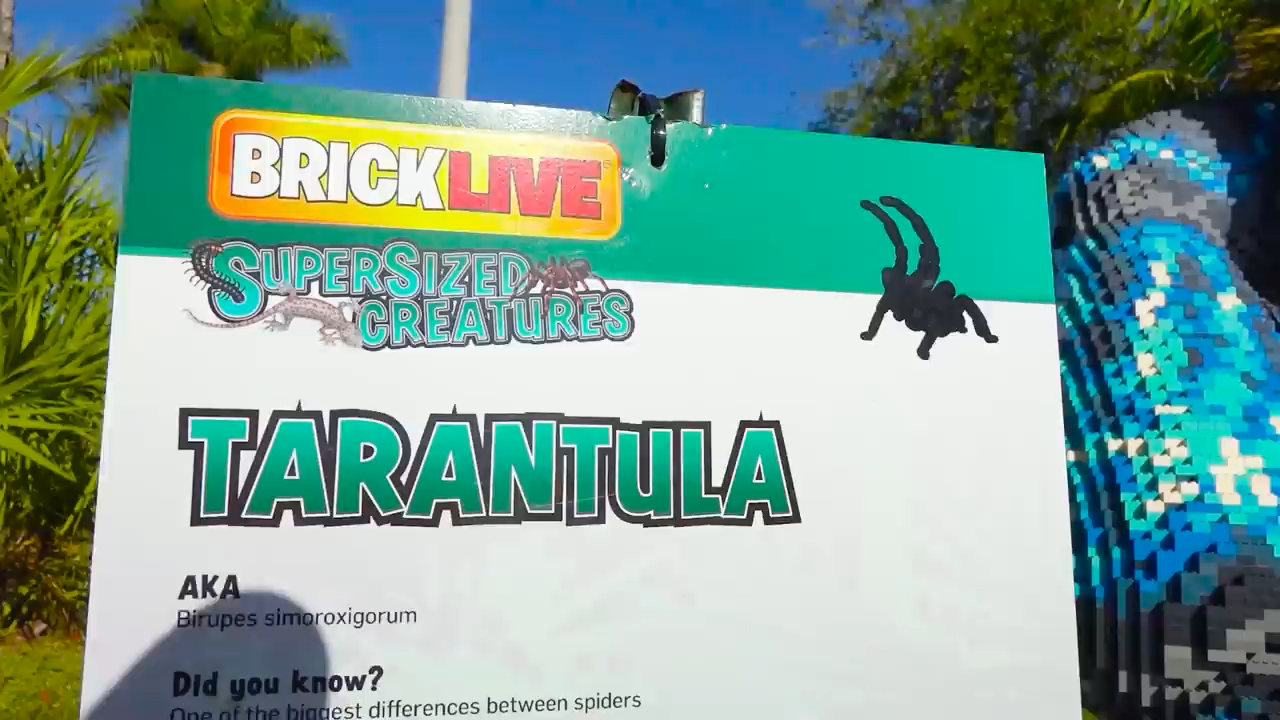 BRICKLIVE
SUPERSIZED
CREATURES
TARANTULA
AKA
Birupes simoroxigorum
Did you know?
One of the biggest differences between spiders